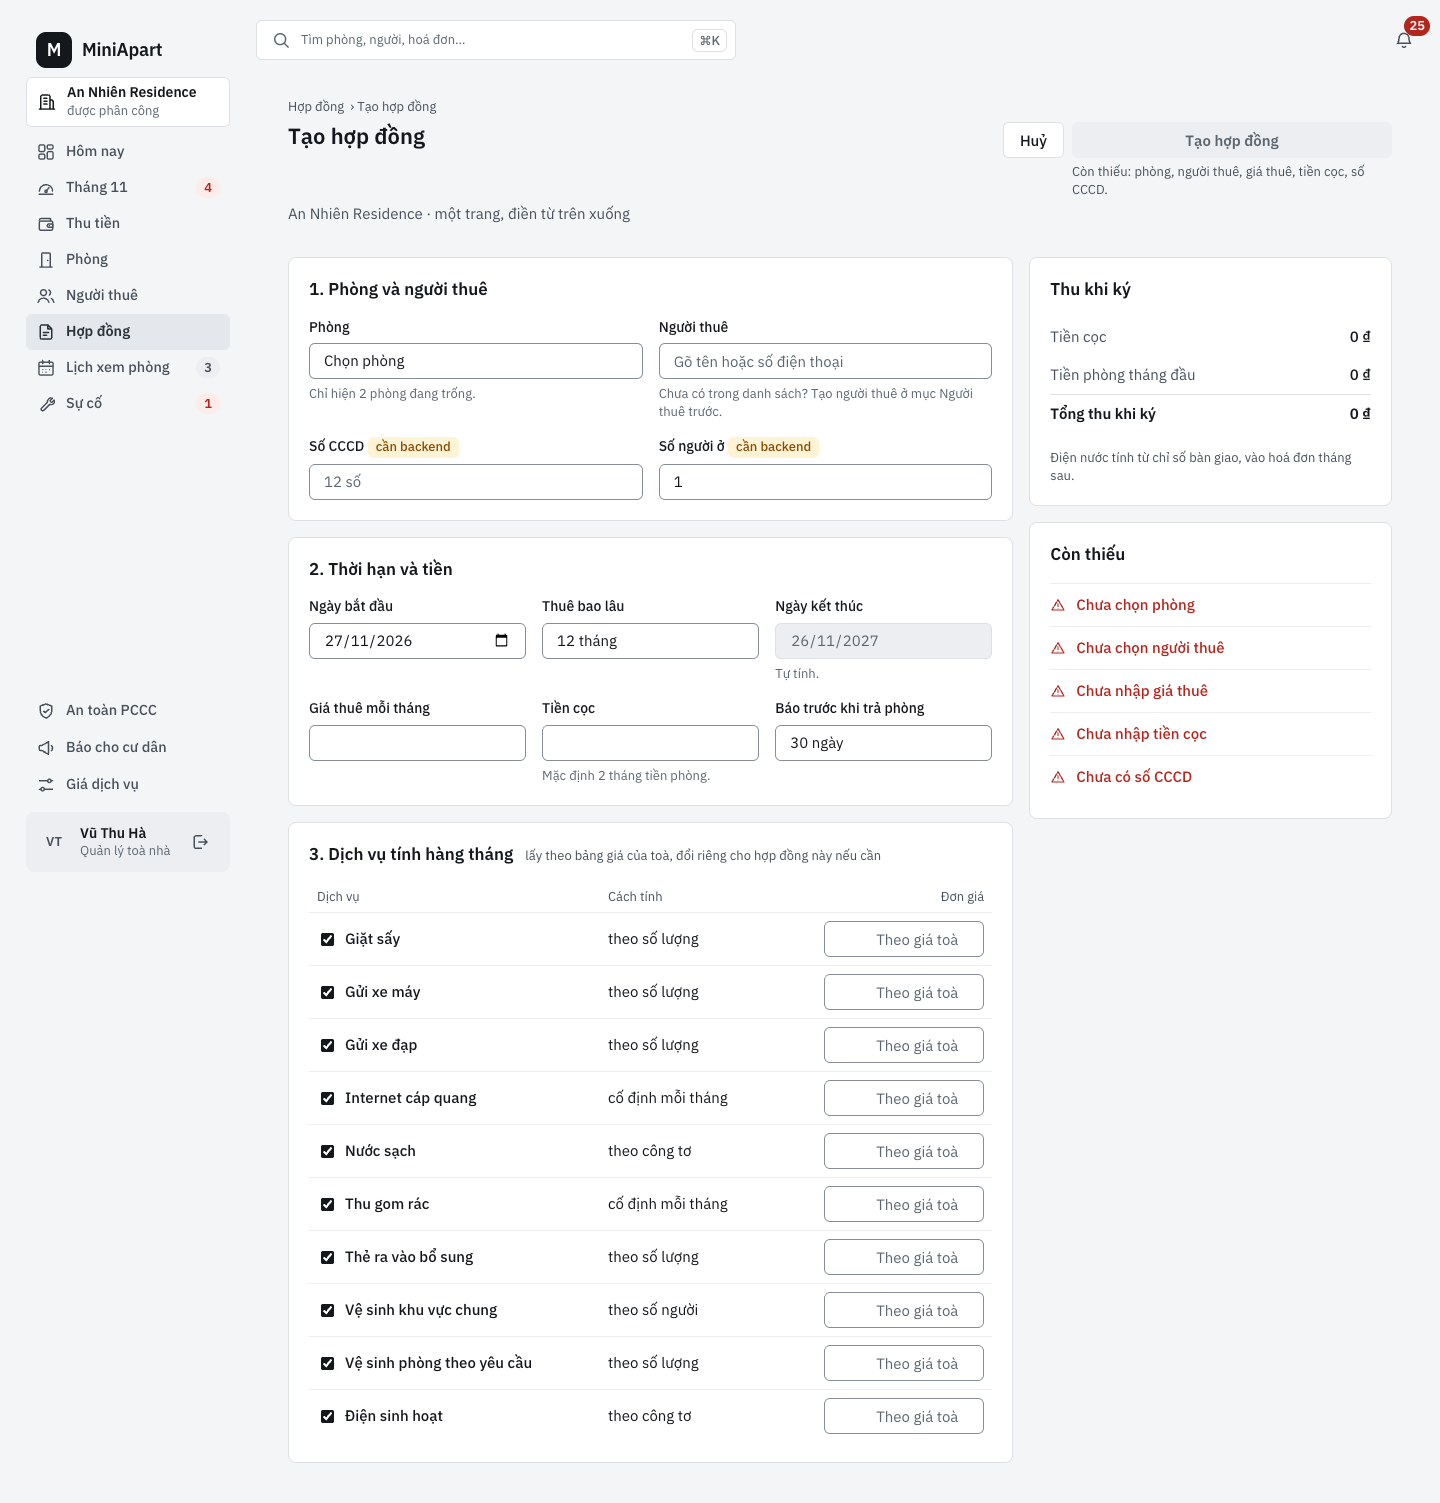 M MiniApart
Tìm phòng, người, hoá đơn... ⌘K
25
An Nhiên Residence
được phân công
Hôm nay
Tháng 11 4
Thu tiền
Phòng
Người thuê
Hợp đồng
Lịch xem phòng 3
Sự cố 1
An toàn PCCC
Báo cho cư dân
Giá dịch vụ
VT
Vũ Thu Hà
Quản lý toà nhà
Hợp đồng › Tạo hợp đồng
Tạo hợp đồng
Huỷ
Tạo hợp đồng
Còn thiếu: phòng, người thuê, giá thuê, tiền cọc, số
CCCD.
An Nhiên Residence · một trang, điền từ trên xuống
1. Phòng và người thuê
Phòng
Chọn phòng
Chỉ hiện 2 phòng đang trống.
Người thuê
Gõ tên hoặc số điện thoại
Chưa có trong danh sách? Tạo người thuê ở mục Người
thuê trước.
Số CCCD cần backend
12 số
Số người ở cần backend
1
2. Thời hạn và tiền
Ngày bắt đầu
27/11/2026
Thuê bao lâu
12 tháng
Ngày kết thúc
26/11/2027
Tự tính.
Giá thuê mỗi tháng
Tiền cọc
Mặc định 2 tháng tiền phòng.
Báo trước khi trả phòng
30 ngày
3. Dịch vụ tính hàng tháng lấy theo bảng giá của toà, đổi riêng cho hợp đồng này nếu cần
Dịch vụ Cách tính Đơn giá
Giặt sấy theo số lượng Theo giá toà
Gửi xe máy theo số lượng Theo giá toà
Gửi xe đạp theo số lượng Theo giá toà
Internet cáp quang cố định mỗi tháng Theo giá toà
Nước sạch theo công tơ Theo giá toà
Thu gom rác cố định mỗi tháng Theo giá toà
Thẻ ra vào bổ sung theo số lượng Theo giá toà
Vệ sinh khu vực chung theo số người Theo giá toà
Vệ sinh phòng theo yêu cầu theo số lượng Theo giá toà
Điện sinh hoạt theo công tơ Theo giá toà
Thu khi ký
Tiền cọc 0 ₫
Tiền phòng tháng đầu 0 ₫
Tổng thu khi ký 0 ₫
Điện nước tính từ chỉ số bàn giao, vào hoá đơn tháng
sau.
Còn thiếu
Chưa chọn phòng
Chưa chọn người thuê
Chưa nhập giá thuê
Chưa nhập tiền cọc
Chưa có số CCCD